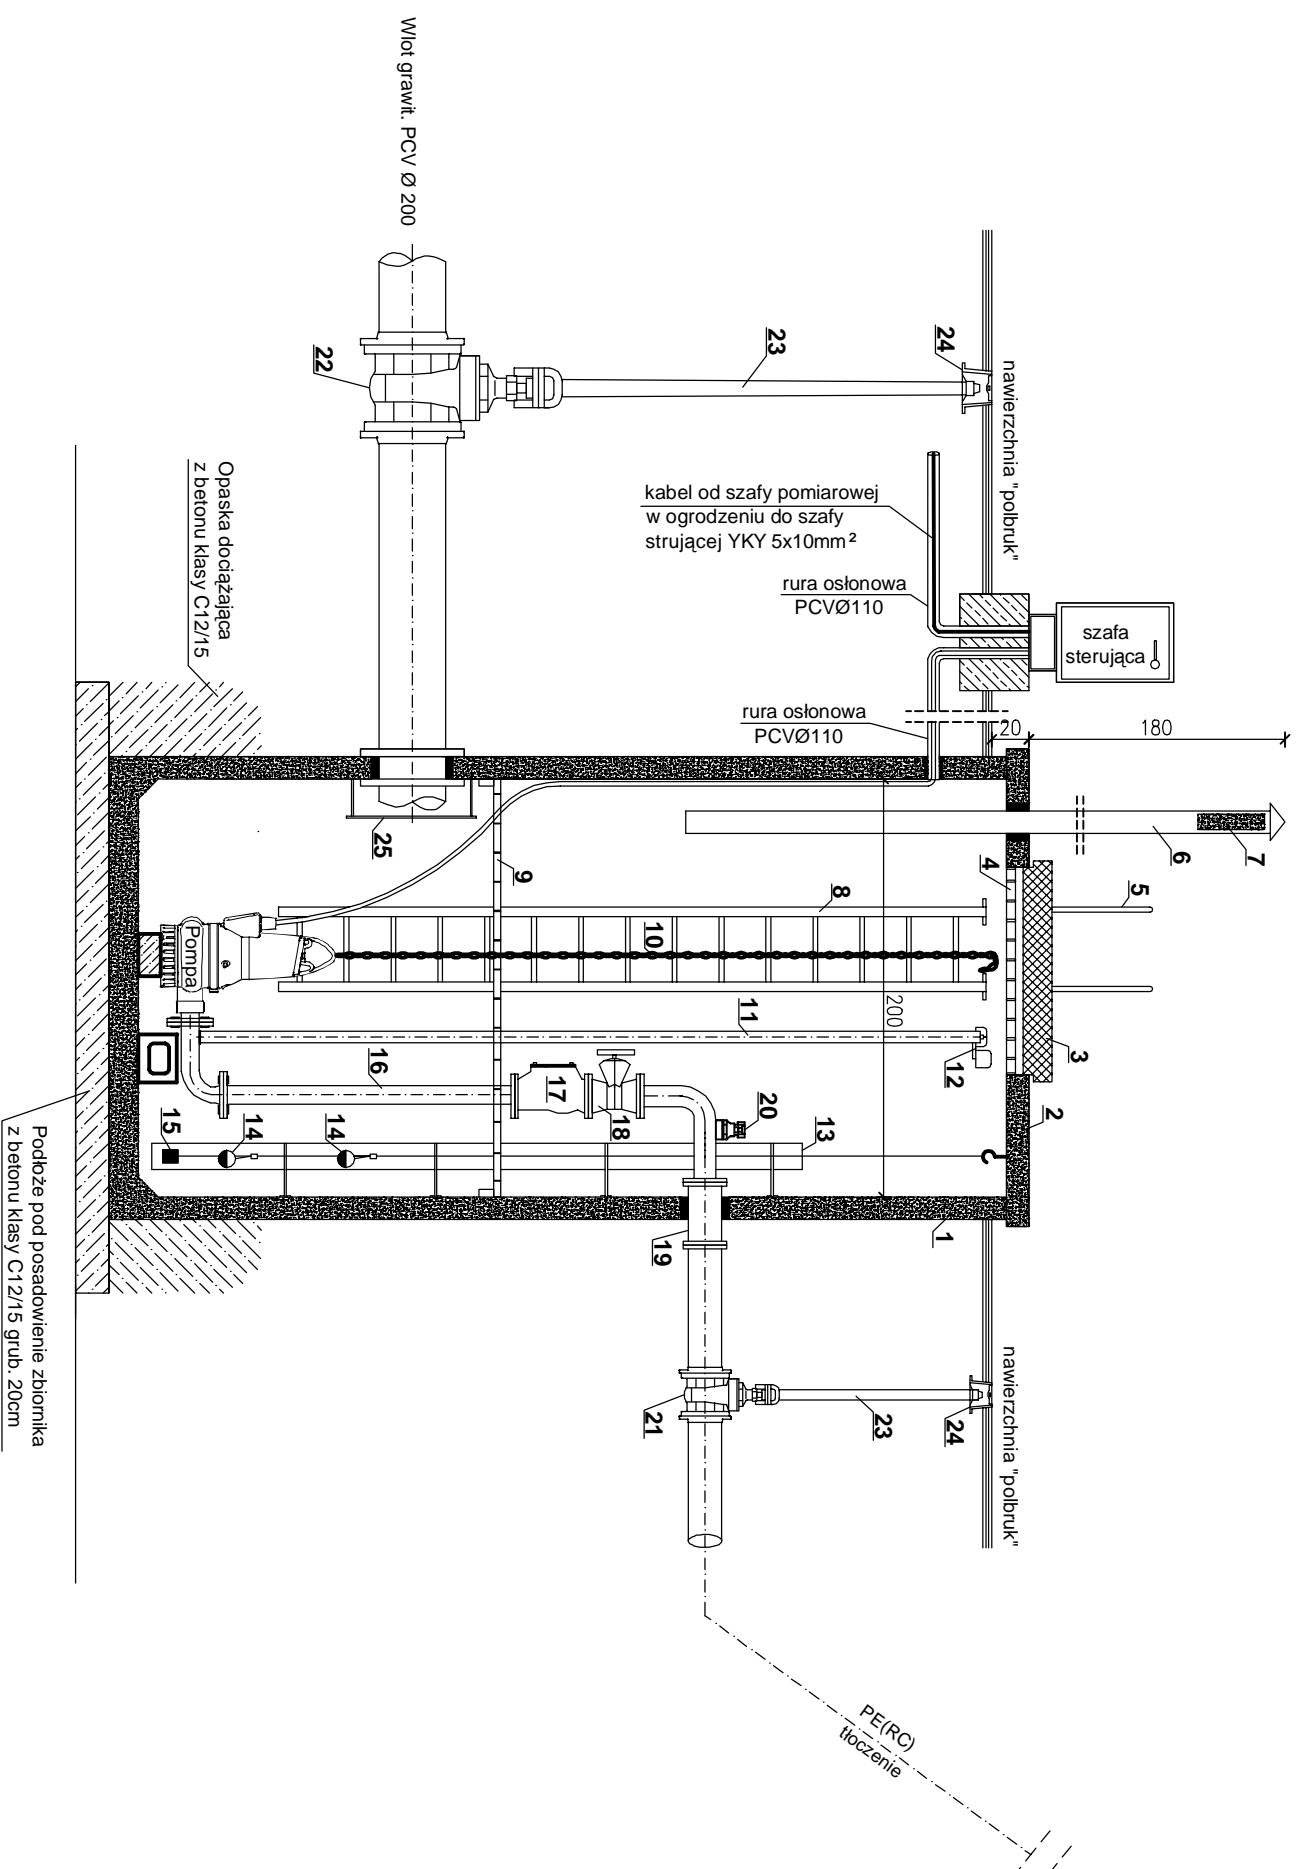 Wlot grawit. PCV Ø 200
22
23
24
nawierzchnia "polbruk"
kabel od szafy pomiarowej
w ogrodzeniu do szafy
strującej YKY 5x10mm²
rura osłonowa
PCVØ110
szafa
sterująca
rura osłonowa
PCVØ110
20
180
Opaska dociążająca
z betonu klasy C12/15
25
9
8
10
4
5
6
7
3
2
200
Pompa
11
12
16
17
18
20
13
14
14
15
1
19
21
23
24
nawierzchnia "polbruk"
Podłoże pod posadowienie zbiornika
z betonu klasy C12/15 grub. 20cm
PE(RC)
tłoczenie